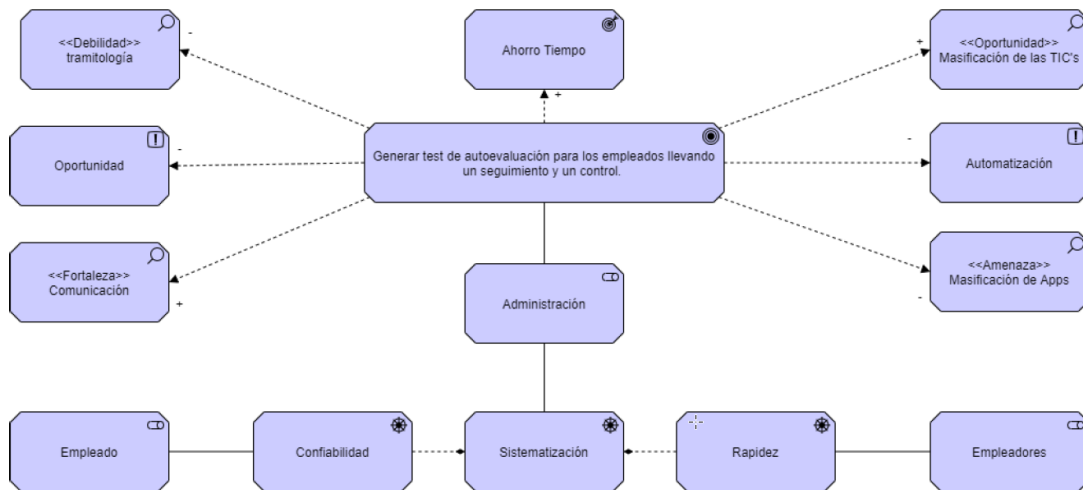 <<Debilidad>>
tramitología
-
Ahorro Tiempo
+
+
<<Oportunidad>>
Masificación de las TIC's
Oportunidad
-
Generar test de autoevaluación para los empleados llevando
un seguimiento y un control.
-
Automatización
<<Fortaleza>>
Comunicación
+
<<Amenaza>>
Masificación de Apps
-
Administración
Empleado
Confiabilidad
Sistematización
Rapidez
Empleadores